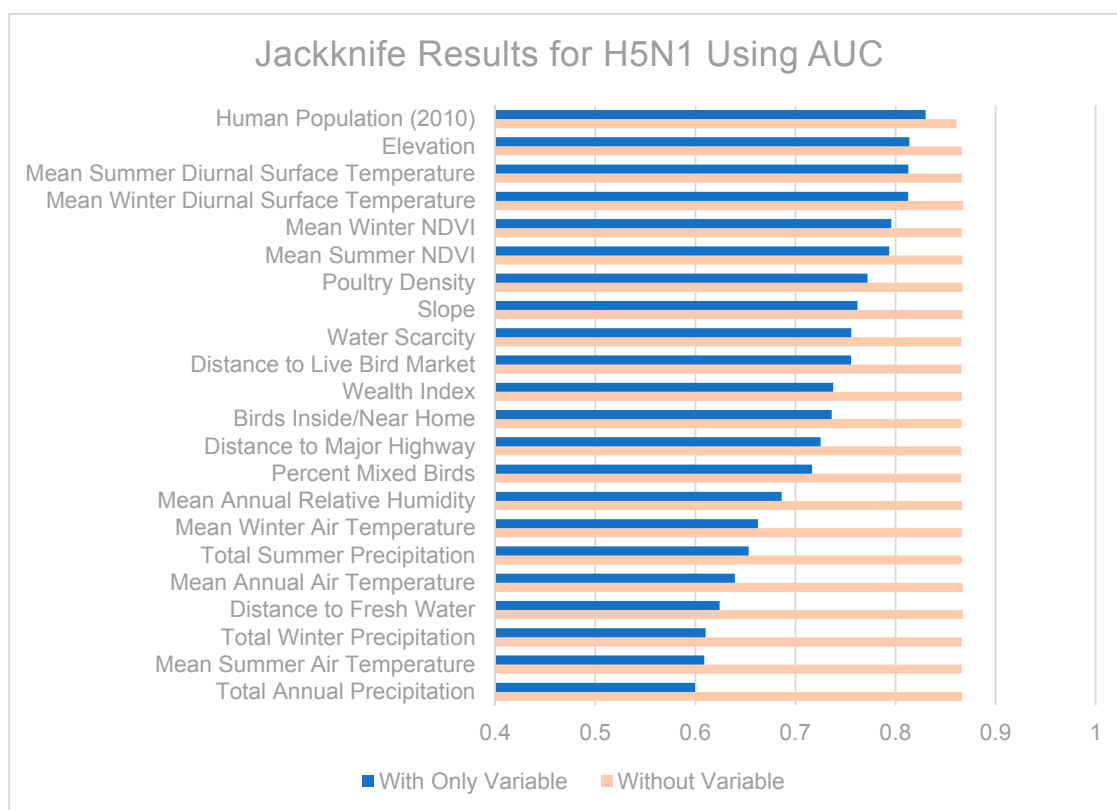 Jackknife Results for H5N1 Using AUC
Human Population (2010)
Elevation
Mean Summer Diurnal Surface Temperature
Mean Winter Diurnal Surface Temperature
Mean Winter NDVI
Mean Summer NDVI
Poultry Density
Slope
Water Scarcity
Distance to Live Bird Market
Wealth Index
Birds Inside/Near Home
Distance to Major Highway
Percent Mixed Birds
Mean Annual Relative Humidity
Mean Winter Air Temperature
Total Summer Precipitation
Mean Annual Air Temperature
Distance to Fresh Water
Total Winter Precipitation
Mean Summer Air Temperature
Total Annual Precipitation
0.4 0.5 0.6 0.7 0.8 0.9 1
With Only Variable Without Variable